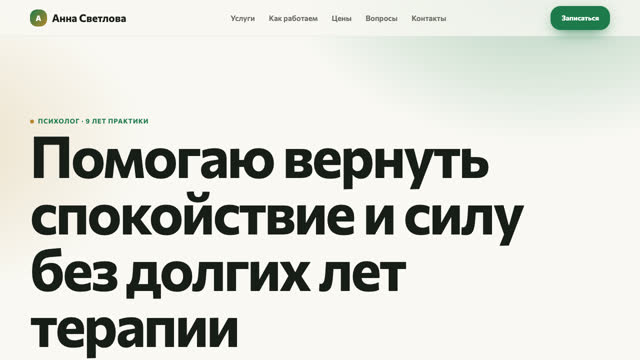 А Анна Светлова Услуги Как работаем Цены Вопросы Контакты Записаться
ПСИХОЛОГ · 9 ЛЕТ ПРАКТИКИ
Помогаю вернуть
спокойствие и силу
без долгих лет
терапии